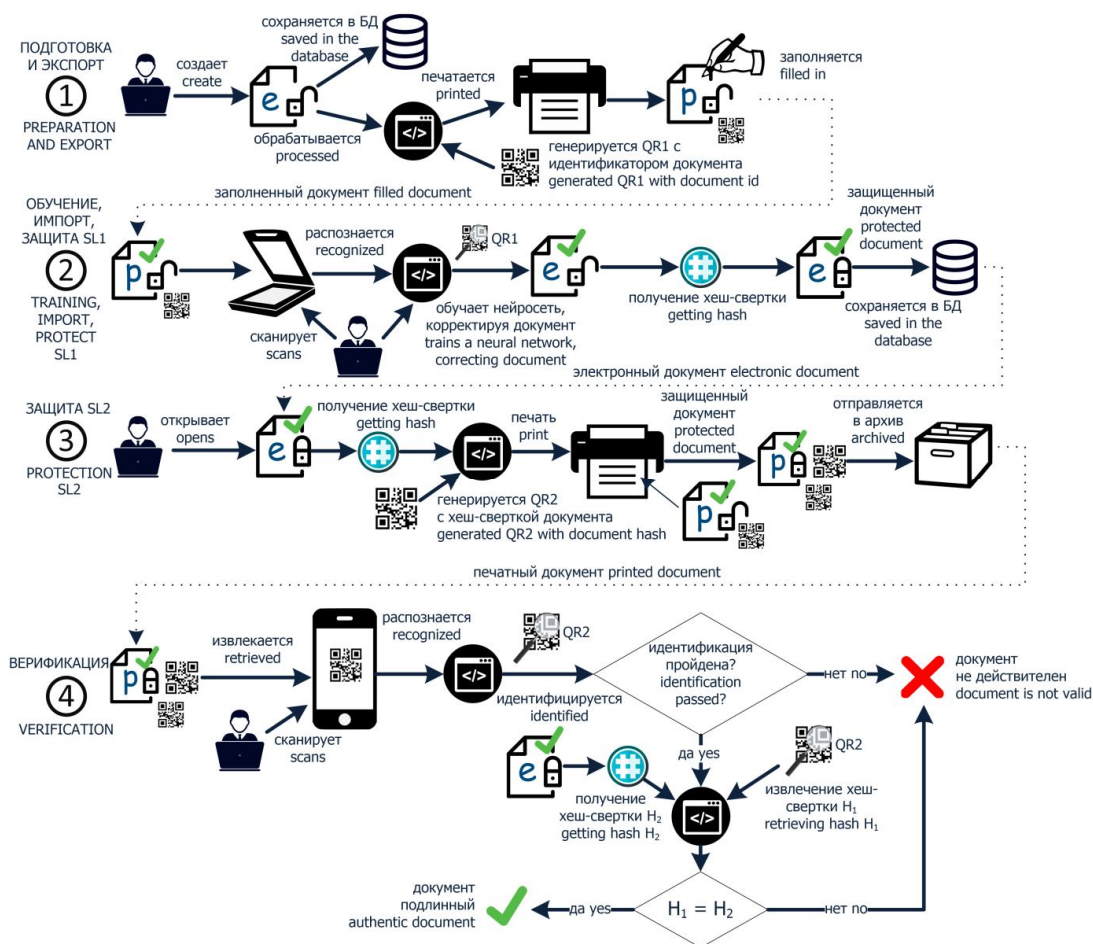 ПОДГОТОВКА
И ЭКСПОРТ
1
PREPARATION
AND EXPORT
создает
create
e
сохраняется в БД
saved in the
database
обрабатывается
processed
</>
печатается
printed
генерируется QR1 с
идентификатором документа
generated QR1 with document id
p
заполняется
filled in
заполненный документ filled document
ОБУЧЕНИЕ,
ИМПОРТ,
ЗАЩИТА SL1
2
TRAINING,
IMPORT,
PROTECT
SL1
p
сканирует
scans
распознается
recognized
</>
QR1
обучает нейросеть,
корректируя документ
trains a neural network,
correcting document
e
#
получение хеш-свертки
getting hash
защищенный
документ
protected
document
e
сохраняется в БД
saved in the
database
электронный документ electronic document
ЗАЩИТА SL2
3
PROTECTION
SL2
открывает
opens
e
получение хеш-свертки
getting hash
#
</>
генерируется QR2
с хеш-сверткой документа
generated QR2 with document hash
печать
print
p
защищенный
документ
protected
document
p
отправляется
в архив
archived
печатный документ printed document
ВЕРИФИКАЦИЯ
4
VERIFICATION
p
извлекается
retrieved
сканирует
scans
распознается
recognized
</>
QR2
идентифицируется
identified
идентификация
пройдена?
identification
passed?
нет no
документ
не действителен
document is not valid
да yes
e
#
получение
хеш-свертки H₂
getting hash H₂
</>
QR2
извлечение хеш-
свертки H₁
retrieving hash H₁
H₁ = H₂
да yes
документ
подлинный
authentic document
нет no